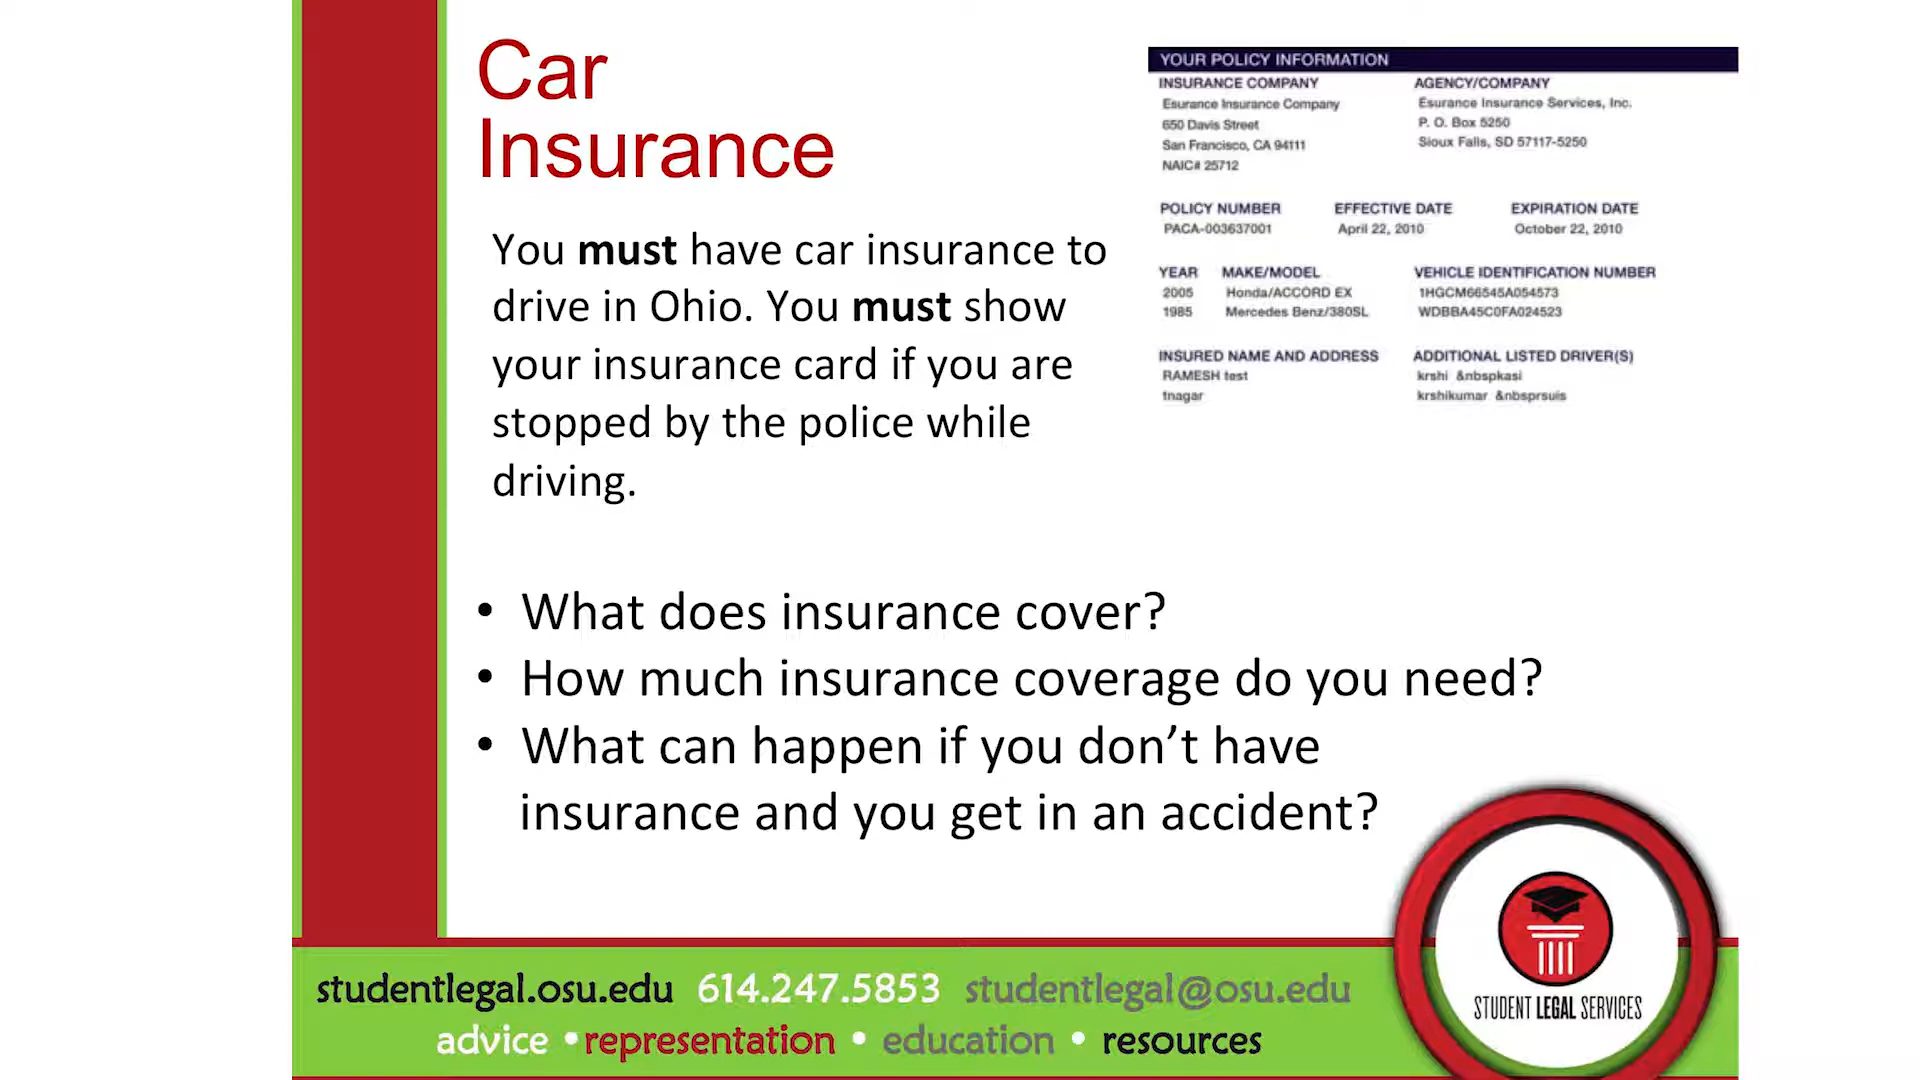 Car
Insurance
You must have car insurance to
drive in Ohio. You must show
your insurance card if you are
stopped by the police while
driving.
YOUR POLICY INFORMATION
INSURANCE COMPANY
Esurance Insurance Company
650 Davis Street
San Francisco, CA 94111
NAIC# 25712
AGENCY/COMPANY
Esurance Insurance Services, Inc.
P. O. Box 5250
Sioux Falls, SD 57117-5250
POLICY NUMBER EFFECTIVE DATE EXPIRATION DATE
PACA-003637001 April 22, 2010 October 22, 2010
YEAR MAKE/MODEL VEHICLE IDENTIFICATION NUMBER
2005 Honda/ACCORD EX 1HGCM66545A054573
1985 Mercedes Benz/380SL WDBBA45C0FA024523
INSURED NAME AND ADDRESS
RAMESH test
tnagar
ADDITIONAL LISTED DRIVER(S)
krshi &nbspkasi
krshikumar &nbsprsuis
• What does insurance cover?
• How much insurance coverage do you need?
• What can happen if you don’t have
insurance and you get in an accident?
studentlegal.osu.edu 614.247.5853 studentlegal@osu.edu
advice • representation • education • resources
STUDENT LEGAL SERVICES